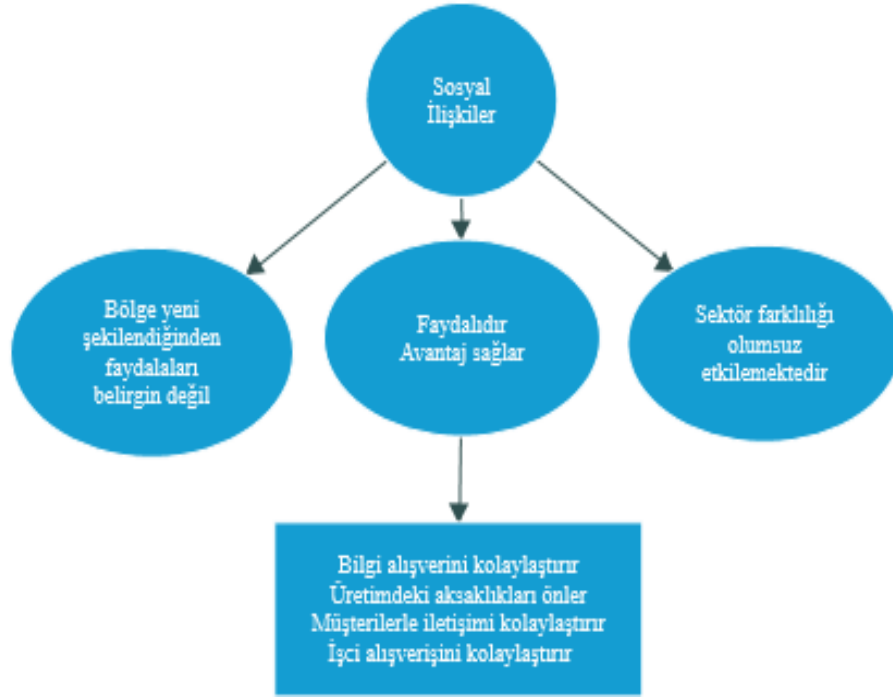 Sosyal
İlişkiler
Bölge yeni
şekilendiğinden
faydalaları
belirgin değil
Faydalıdır
Avantaj sağlar
Sektör farklılığı
olumsuz
etkilemektedir
Bilgi alışverini kolaylaştırır
Üretimdeki aksaklıkları önler
Müşterilerle iletişimi kolaylaştırır
İşci alışverişini kolaylaştırır